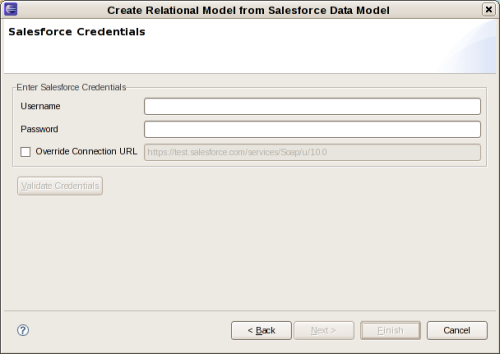 Create Relational Model from Salesforce Data Model
Salesforce Credentials
Enter Salesforce Credentials
Username
Password
Override Connection URL https://test.salesforce.com/services/Soap/u/10.0
Validate Credentials
< Back Next > Finish Cancel